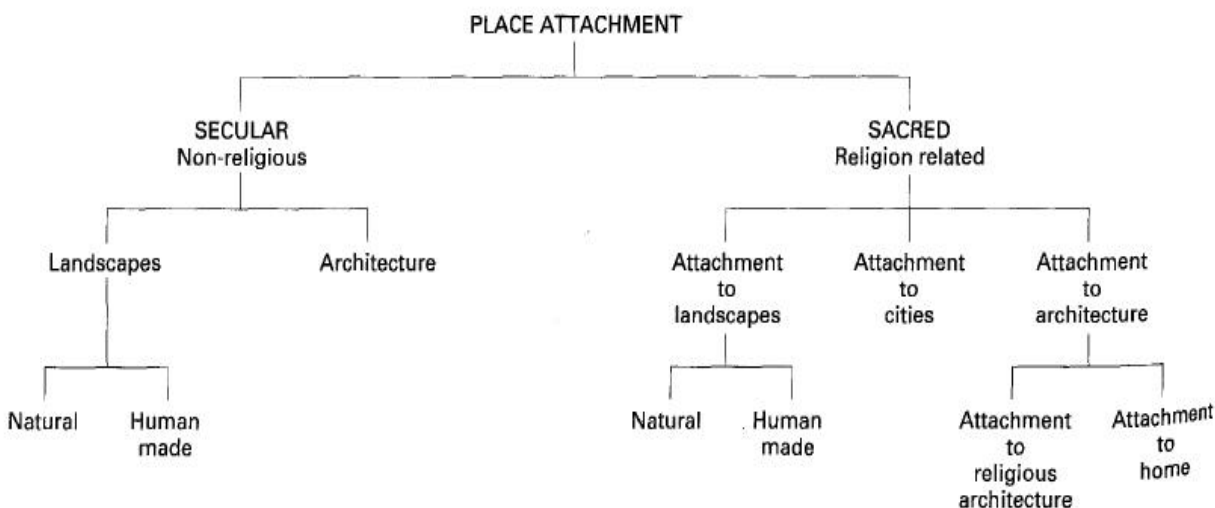 PLACE ATTACHMENT
SECULAR
Non-religious
SACRED
Religion related
Landscapes
Architecture
Attachment
to
landscapes
Attachment
to
cities
Attachment
to
architecture
Natural
Human
made
Natural
Human
made
Attachment
to
religious
architecture
Attachment
to
home